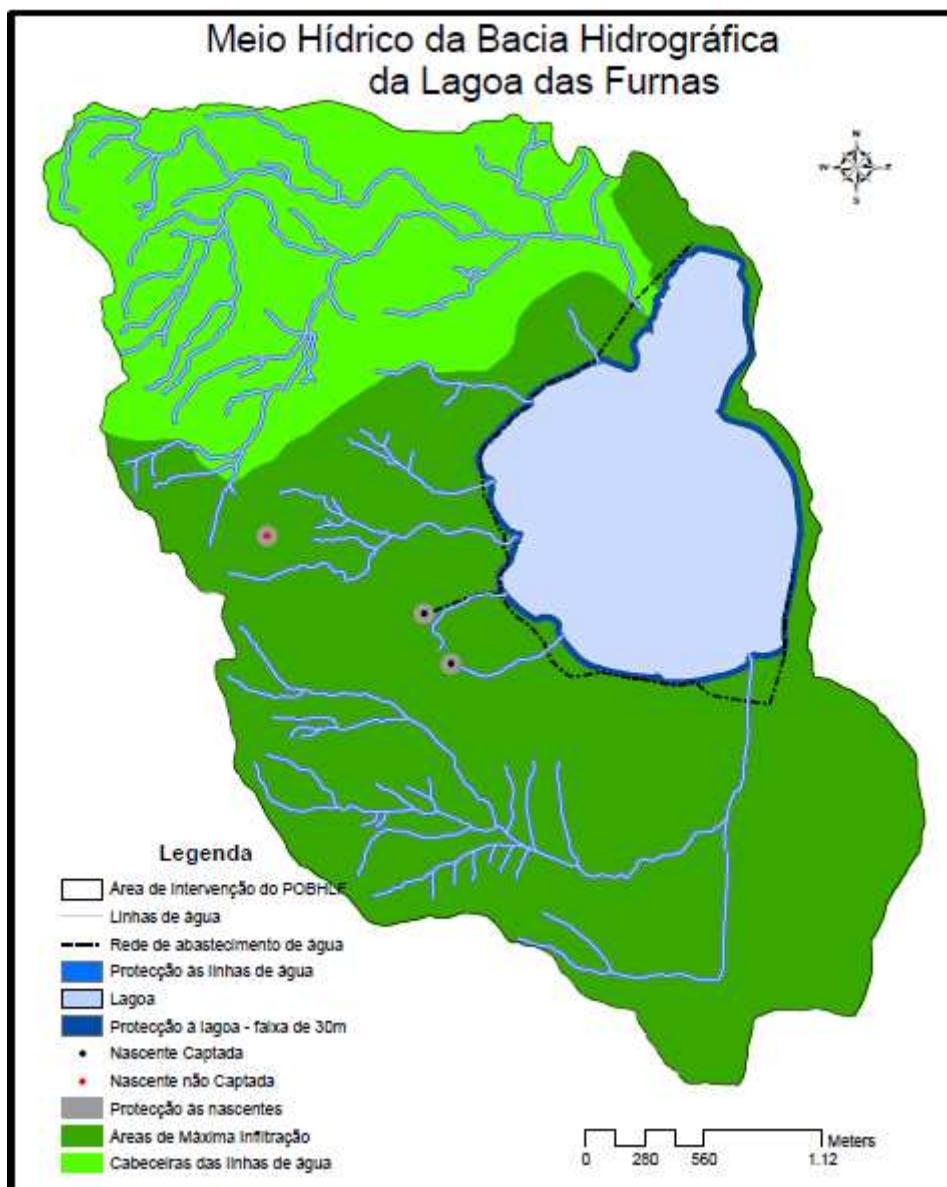 Meio Hídrico da Bacia Hidrográfica
da Lagoa das Furnas
N
W E
S
Legenda
Área de Intervenção do POBHLF
Linhas de água
Rede de abastecimento de água
Protecção às linhas de água
Lagoa
Protecção à lagoa - faixa de 30m
Nascente Captada
Nascente não Captada
Protecção às nascentes
Áreas de Máxima Infiltração
Cabeceiras das linhas de água
Meters
0 280 560 1.12